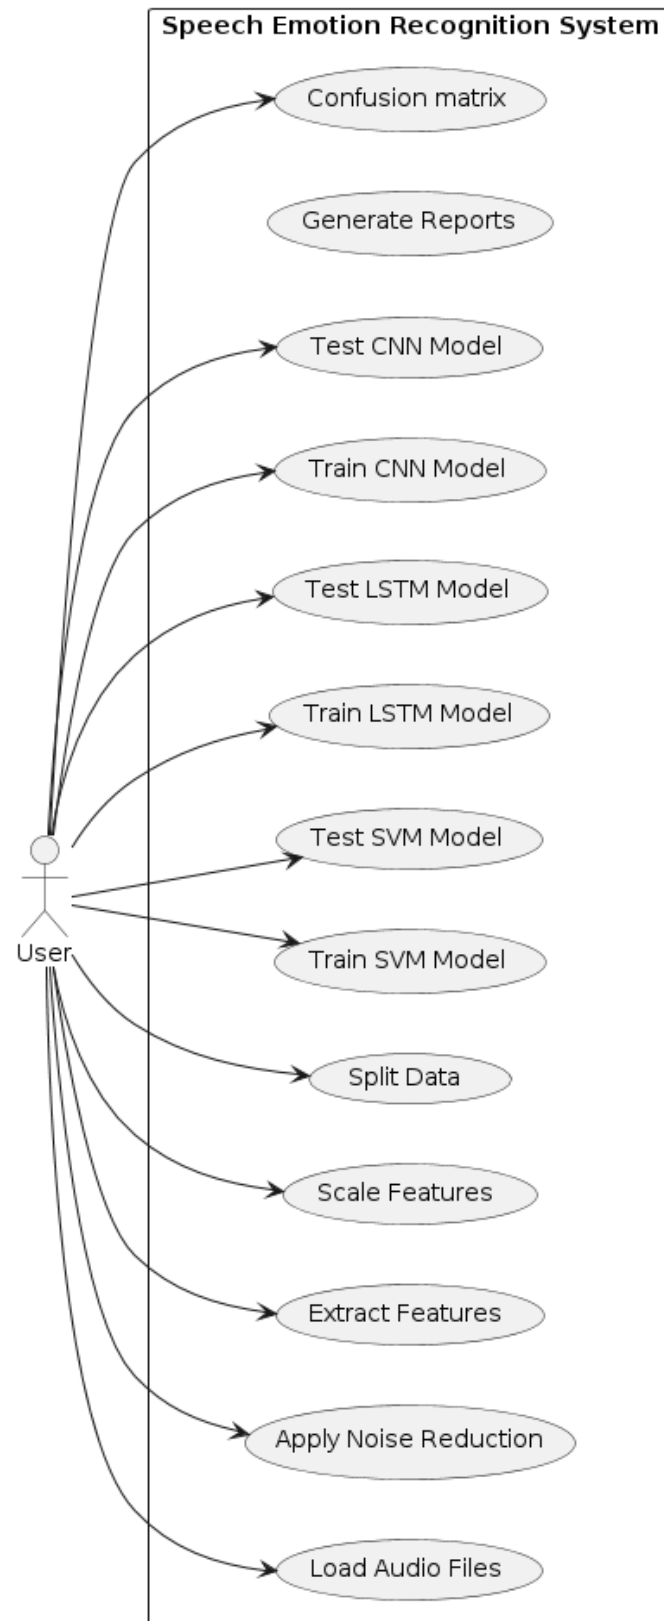 Speech Emotion Recognition System
Confusion matrix
Generate Reports
Test CNN Model
Train CNN Model
Test LSTM Model
Train LSTM Model
Test SVM Model
User
Train SVM Model
Split Data
Scale Features
Extract Features
Apply Noise Reduction
Load Audio Files